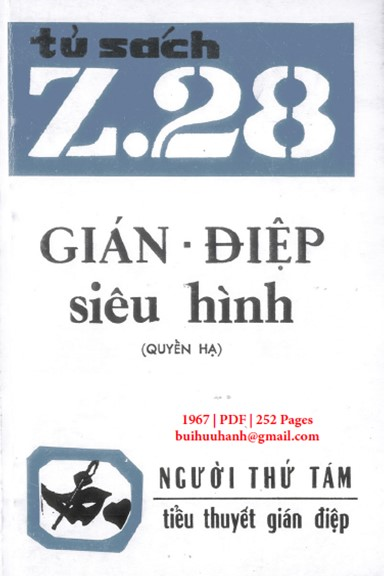 tủ sách
Z.28
GIÁN · ĐIỆP
siêu hình
(QUYỀN HẠ)
1967 | PDF | 252 Pages
buihuuhanh@gmail.com
NGƯỜI THỨ TÁM
tiểu thuyết gián điệp